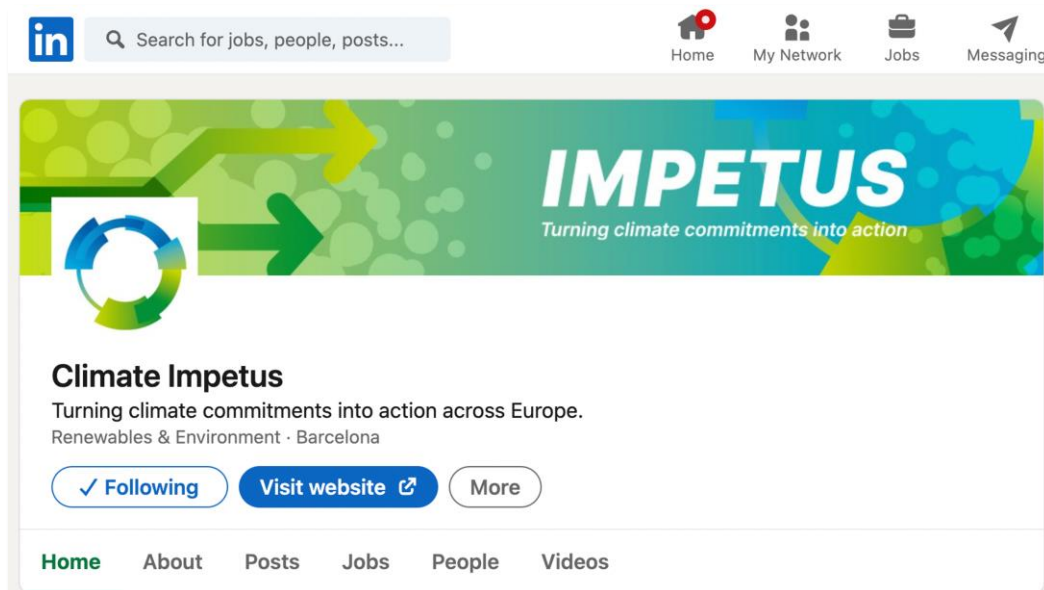 in
Search for jobs, people, posts...
Home My Network Jobs Messaging
IMPETUS
Turning climate commitments into action
Climate Impetus
Turning climate commitments into action across Europe.
Renewables & Environment · Barcelona
✓ Following Visit website More
Home About Posts Jobs People Videos